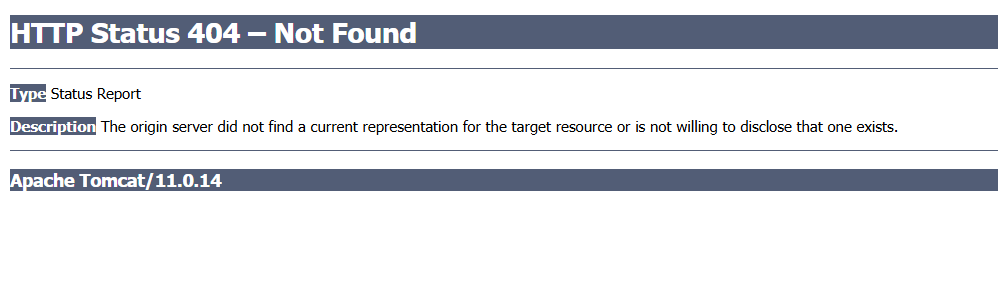 HTTP Status 404 – Not Found
Type Status Report
Description The origin server did not find a current representation for the target resource or is not willing to disclose that one exists.
Apache Tomcat/11.0.14